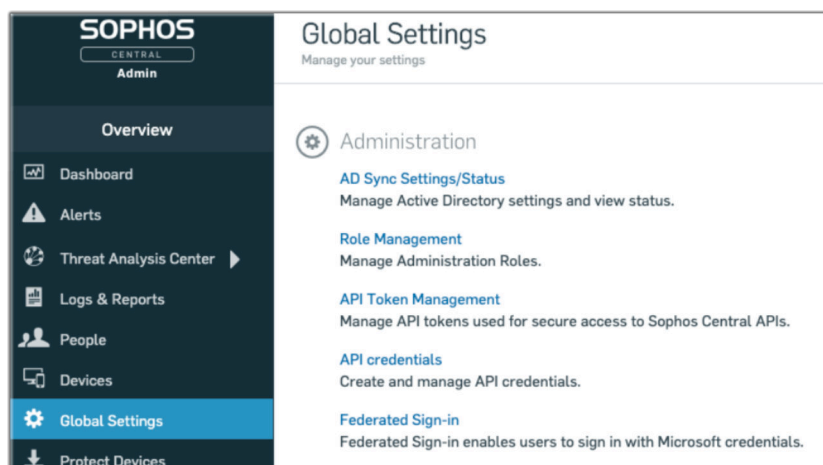 SOPHOS
CENTRAL
Admin
Overview
Dashboard
Alerts
Threat Analysis Center
Logs & Reports
People
Devices
Global Settings
Protect Devices
Global Settings
Manage your settings
Administration
AD Sync Settings/Status
Manage Active Directory settings and view status.
Role Management
Manage Administration Roles.
API Token Management
Manage API tokens used for secure access to Sophos Central APIs.
API credentials
Create and manage API credentials.
Federated Sign-in
Federated Sign-in enables users to sign in with Microsoft credentials.